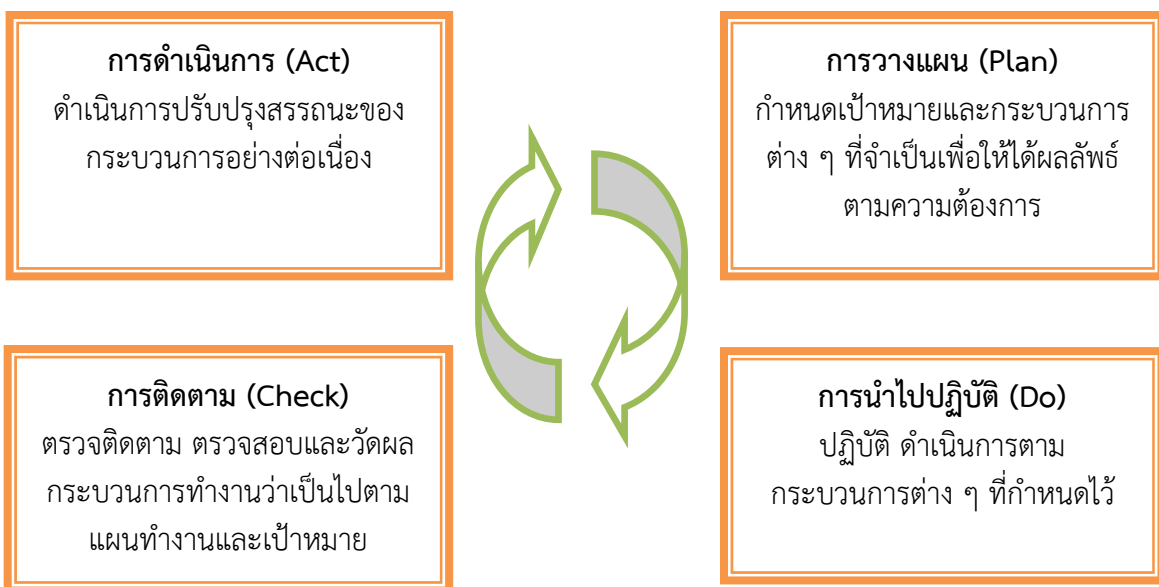 การดำเนินการ (Act)
ดำเนินการปรับปรุงสรรถนะของ
กระบวนการอย่างต่อเนื่อง
การวางแผน (Plan)
กำหนดเป้าหมายและกระบวนการ
ต่าง ๆ ที่จำเป็นเพื่อให้ได้ผลลัพธ์
ตามความต้องการ
การติดตาม (Check)
ตรวจติดตาม ตรวจสอบและวัดผล
กระบวนการทำงานว่าเป็นไปตาม
แผนทำงานและเป้าหมาย
การนำไปปฏิบัติ (Do)
ปฏิบัติ ดำเนินการตาม
กระบวนการต่าง ๆ ที่กำหนดไว้